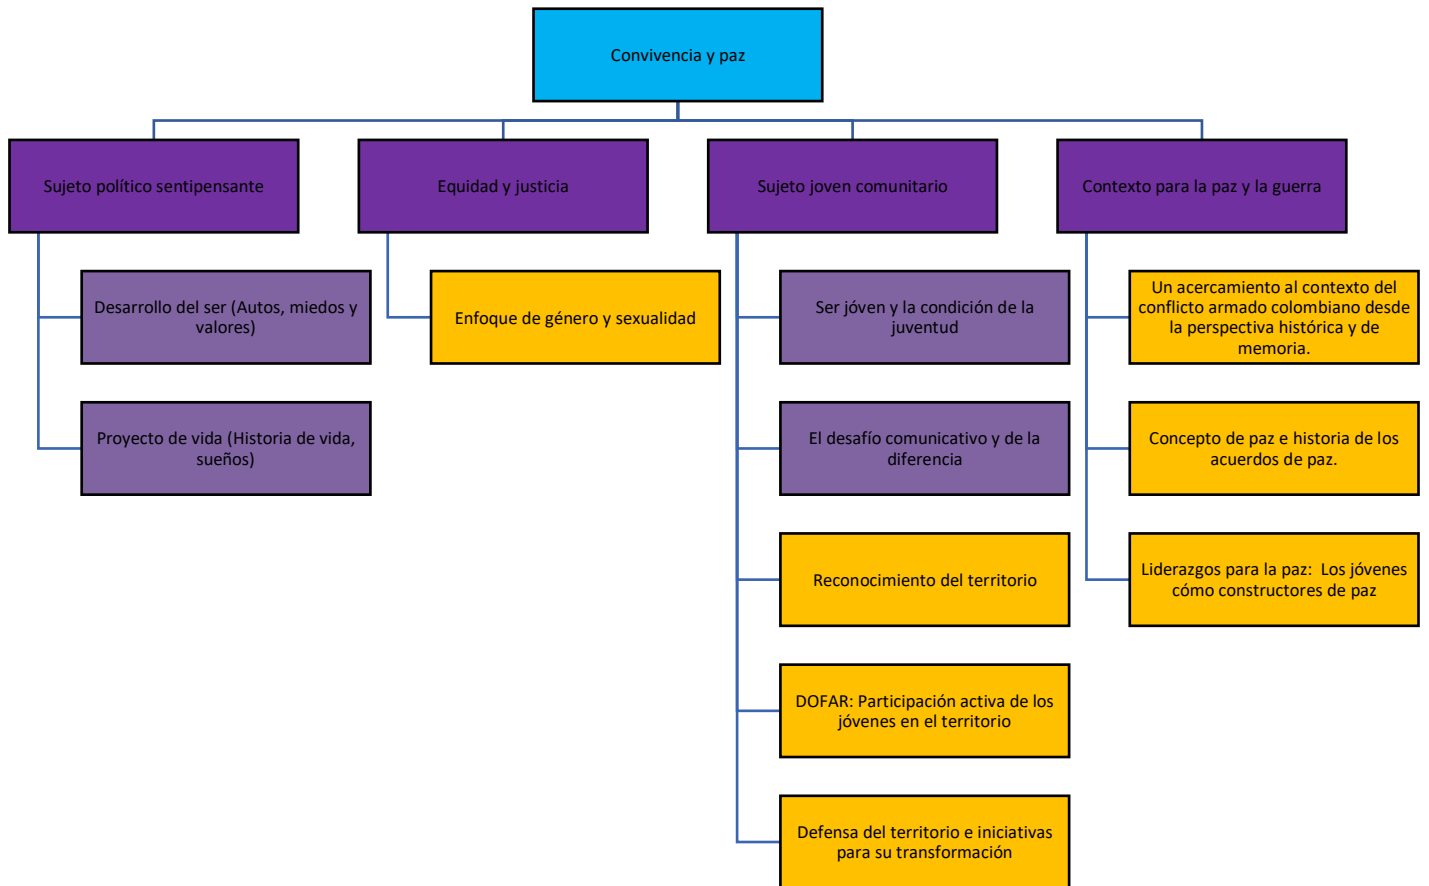 Convivencia y paz
Sujeto político sentipensante
Equidad y justicia
Sujeto joven comunitario
Contexto para la paz y la guerra
Desarrollo del ser (Autos, miedos y
valores)
Proyecto de vida (Historia de vida,
sueños)
Enfoque de género y sexualidad
Ser jóven y la condición de la
juventud
El desafío comunicativo y de la
diferencia
Reconocimiento del territorio
DOFAR: Participación activa de los
jóvenes en el territorio
Defensa del territorio e iniciativas
para su transformación
Un acercamiento al contexto del
conflicto armado colombiano desde
la perspectiva histórica y de
memoria.
Concepto de paz e historia de los
acuerdos de paz.
Liderazgos para la paz:  Los jóvenes
cómo constructores de paz